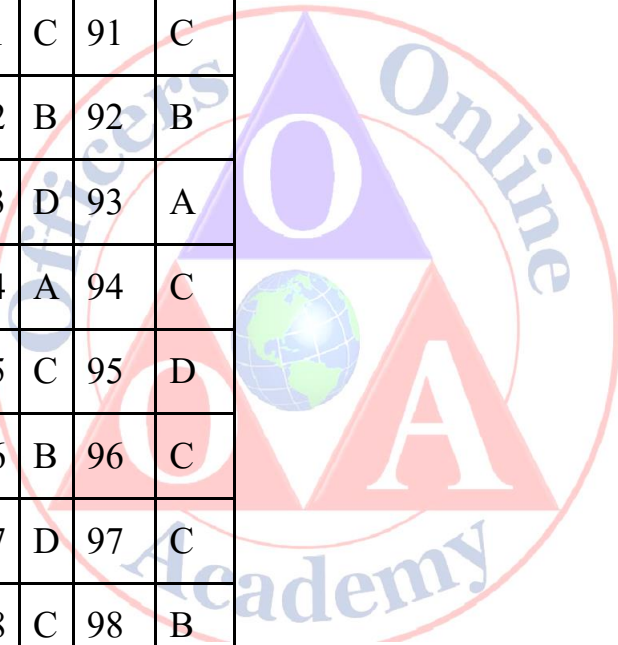 C 91 C
B 92 B
D 93 A
A 94 C
C 95 D
B 96 C
D 97 C
C 98 B
Officers Online Academy
O
O A